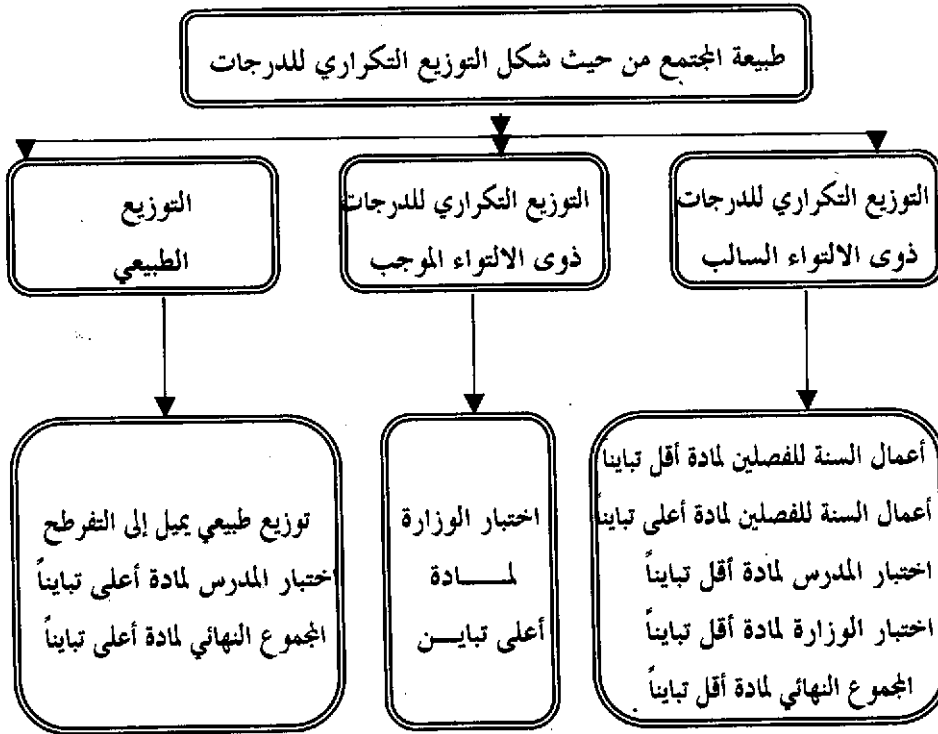 طبيعة المجتمع من حيث شكل التوزيع التكراري للدرجات
التوزيع التكراري للدرجات
ذوى الالتواء السالب
التوزيع التكراري للدرجات
ذوى الالتواء الموجب
التوزيع
الطبيعي
أعمال السنة للفصلين لمادة أقل تبايناً
أعمال السنة للفصلين لمادة أعلى تبايناً
اختبار المدرس لمادة أقل تبايناً
اختبار الوزارة لمادة أقل تبايناً
المجموع النهائي لمادة أقل تبايناً
اختبار الوزارة
لمــــــادة
أعلى تبايــــن
توزيع طبيعي يميل إلى التفرطح
اختبار المدرس لمادة أعلى تبايناً
المجموع النهائي لمادة أعلى تبايناً